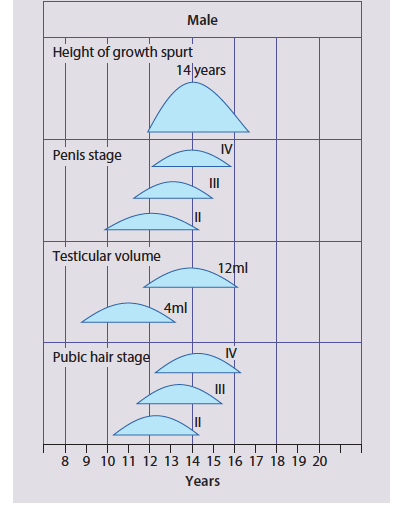 Male
Height of growth spurt
14 years
Penis stage
IV
III
II
Testicular volume
12ml
4ml
Pubic hair stage
IV
III
II
8 9 10 11 12 13 14 15 16 17 18 19 20
Years